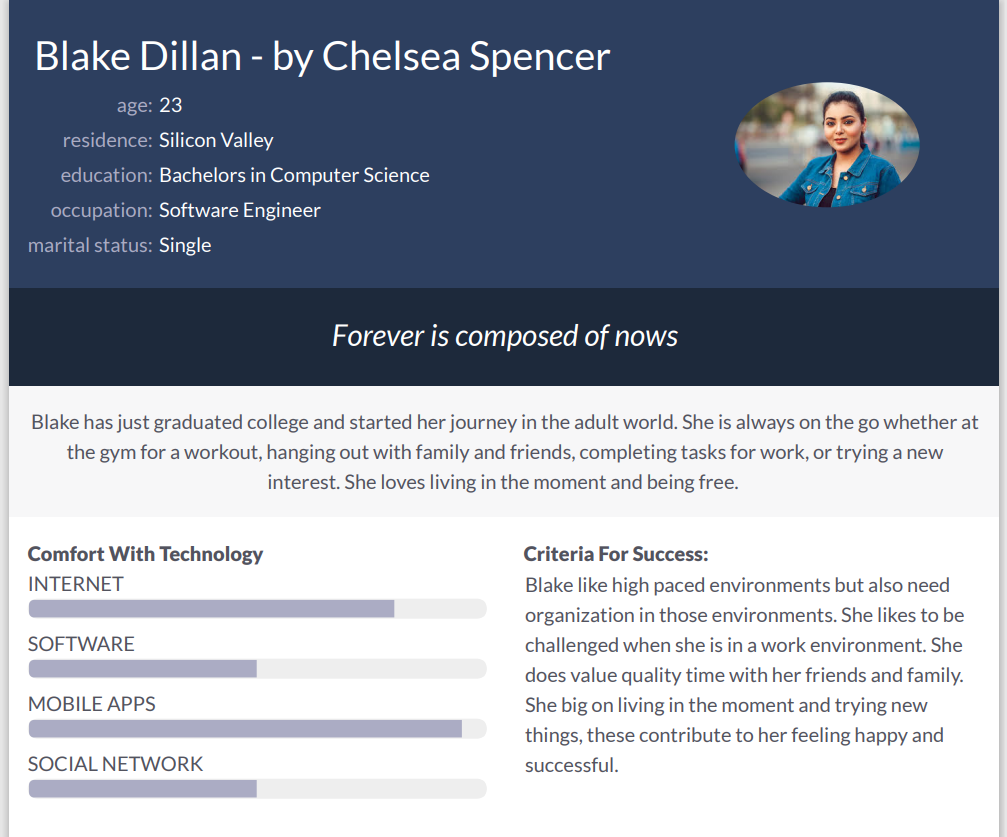 Blake Dillan - by Chelsea Spencer
age: 23
residence: Silicon Valley
education: Bachelors in Computer Science
occupation: Software Engineer
marital status: Single
Forever is composed of nows
Blake has just graduated college and started her journey in the adult world. She is always on the go whether at
the gym for a workout, hanging out with family and friends, completing tasks for work, or trying a new
interest. She loves living in the moment and being free.
Comfort With Technology
INTERNET
SOFTWARE
MOBILE APPS
SOCIAL NETWORK
Criteria For Success:
Blake like high paced environments but also need
organization in those environments. She likes to be
challenged when she is in a work environment. She
does value quality time with her friends and family.
She big on living in the moment and trying new
things, these contribute to her feeling happy and
successful.